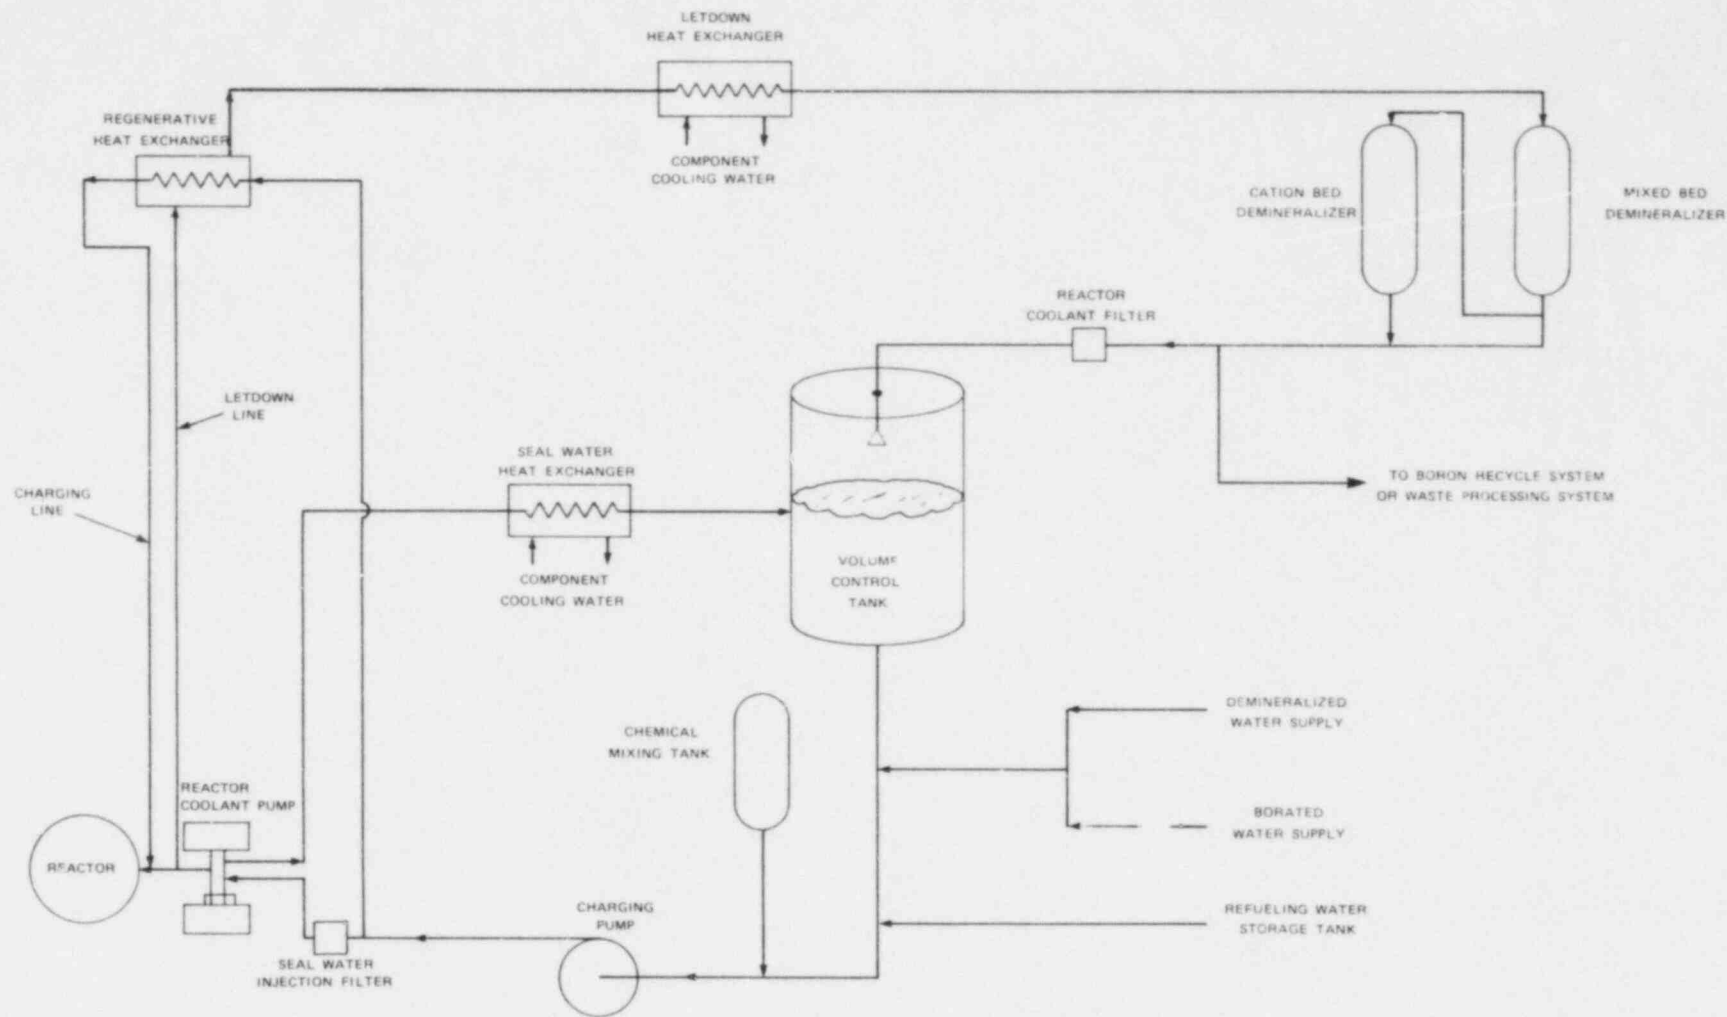 LETDOWN
HEAT EXCHANGER
REGENERATIVE
HEAT EXCHANGER
COMPONENT
COOLING WATER
CATION BED
DEMINERALIZER
MIXED BED
DEMINERALIZER
REACTOR
COOLANT FILTER
LETDOWN
LINE
SEAL WATER
HEAT EXCHANGER
TO BORON HECYCLE SYSTEM
OR WASTE PROCESSING SYSTEM
CHARGING
LINE
VOLUME
CONTROL
TANK
COMPONENT
COOLING WATER
DEMINERALIZED
WATER SUPPLY
CHEMICAL
MIXING TANK
REACTOR
COOLANT PUMP
BORATED
WATER SUPPLY
REACTOR
CHARGING
PUMP
REFUELING WATER
STORAGE TANK
SEAL WATER
INJECTION FILTER